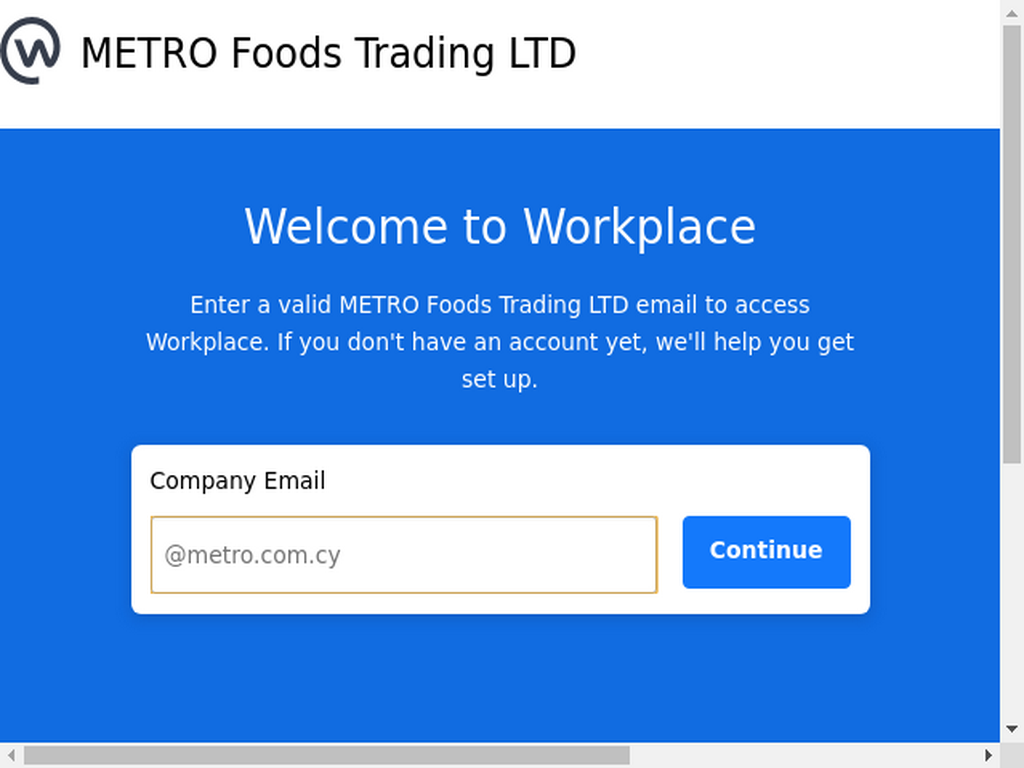 METRO Foods Trading LTD
Welcome to Workplace
Enter a valid METRO Foods Trading LTD email to access
Workplace. If you don't have an account yet, we'll help you get
set up.
Company Email
@metro.com.cy
Continue